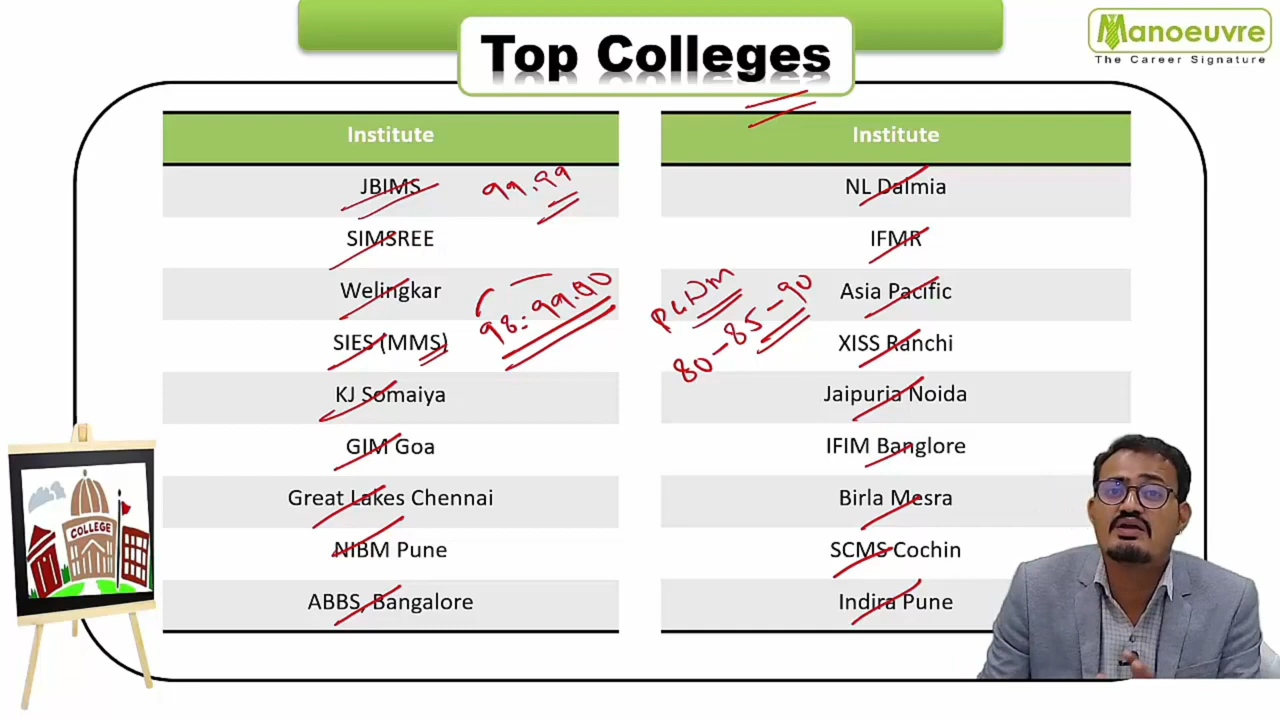 Top Colleges
Manoeuvre
The Career Signature
Institute
JBIMS 99.99
SIMSREE
Welingkar
98-99.90
SIES (MMS)
KJ Somaiya
GIM Goa
Great Lakes Chennai
NIBM Pune
ABBS, Bangalore
Institute
NL Dalmia
IFMR
PGDM
Asia Pacific
80-85-90
XISS Ranchi
Jaipuria Noida
IFIM Banglore
Birla Mesra
SCMS Cochin
Indira Pune
COLLEGE